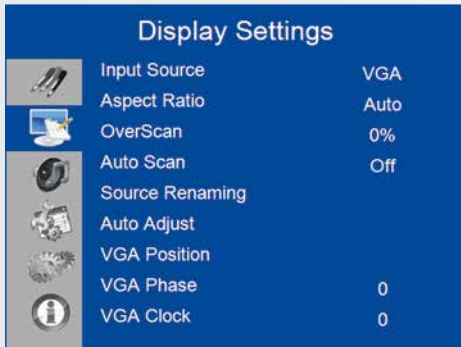 Display Settings
Input Source VGA
Aspect Ratio Auto
OverScan 0%
Auto Scan Off
Source Renaming
Auto Adjust
VGA Position
VGA Phase 0
VGA Clock 0